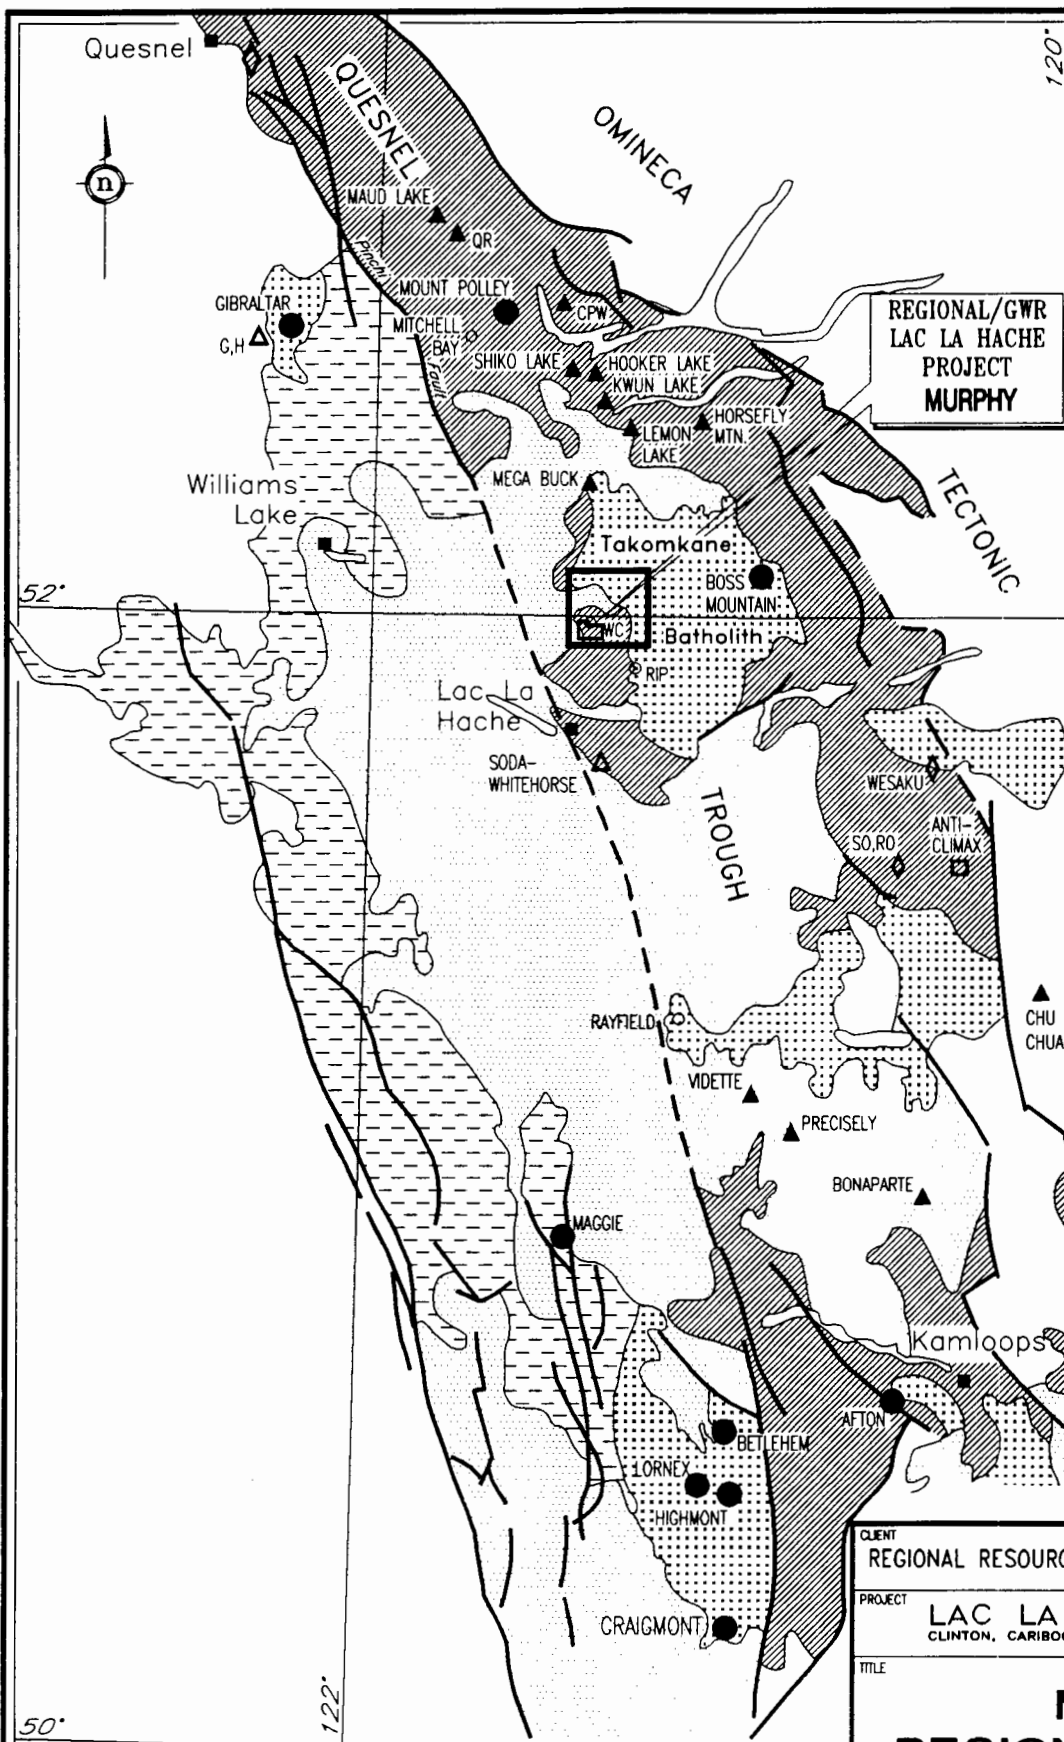 Quesnel
120°
QUESNEL
OMINECA
n
MAUD LAKE
QR
Pinchi
GIBRALTAR
MOUNT POLLEY
CPW
REGIONAL/GWR
LAC LA HACHE
PROJECT
MURPHY
G,H
MITCHELL
BAY
SHIKO LAKE
HOOKER LAKE
KWUN LAKE
Fault
HORSEFLY
MTN.
LEMON
LAKE
MEGA BUCK
Williams
Lake
TECTONIC
Takomkane
BOSS
MOUNTAIN
52°
WC
Batholith
RIP
Lac La
Hache
SODA-
WHITEHORSE
WESAKU
TROUGH
SO,RO
ANTI-
CLIMAX
RAYFIELD
CHU
CHUA
VIDETTE
PRECISELY
BONAPARTE
MAGGIE
Kamloops
AFTON
BETLEHEM
LORNEX
HIGHMONT
CRAIGMONT
122°
50°
CLIENT
REGIONAL RESOURC
PROJECT
LAC LA
CLINTON, CARIBOO
TITLE